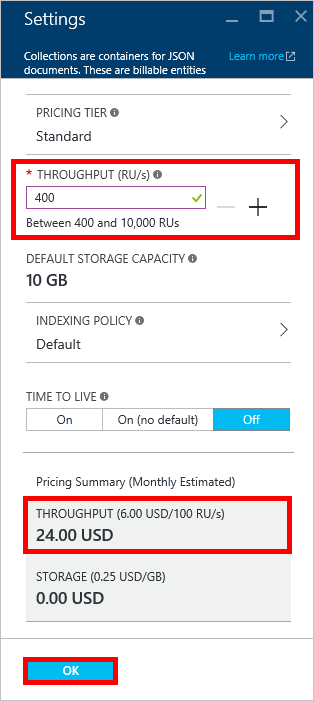 Settings
Collections are containers for JSON
documents. These are billable entities
Learn more
PRICING TIER
Standard
* THROUGHPUT (RU/s)
400
Between 400 and 10,000 RUs
DEFAULT STORAGE CAPACITY
10 GB
INDEXING POLICY
Default
TIME TO LIVE
On On (no default) Off
Pricing Summary (Monthly Estimated)
THROUGHPUT (6.00 USD/100 RU/s)
24.00 USD
STORAGE (0.25 USD/GB)
0.00 USD
OK